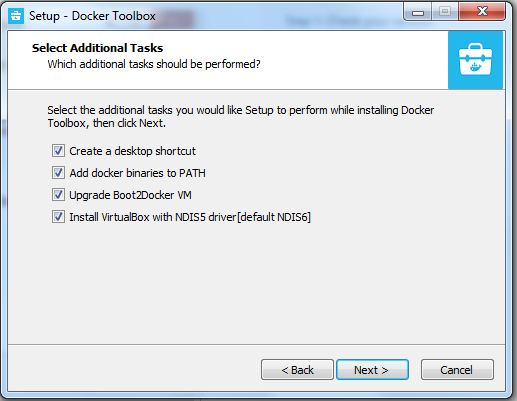 Setup - Docker Toolbox
Select Additional Tasks
Which additional tasks should be performed?
Select the additional tasks you would like Setup to perform while installing Docker
Toolbox, then click Next.
Create a desktop shortcut
Add docker binaries to PATH
Upgrade Boot2Docker VM
Install VirtualBox with NDIS5 driver[default NDIS6]
< Back
Next >
Cancel